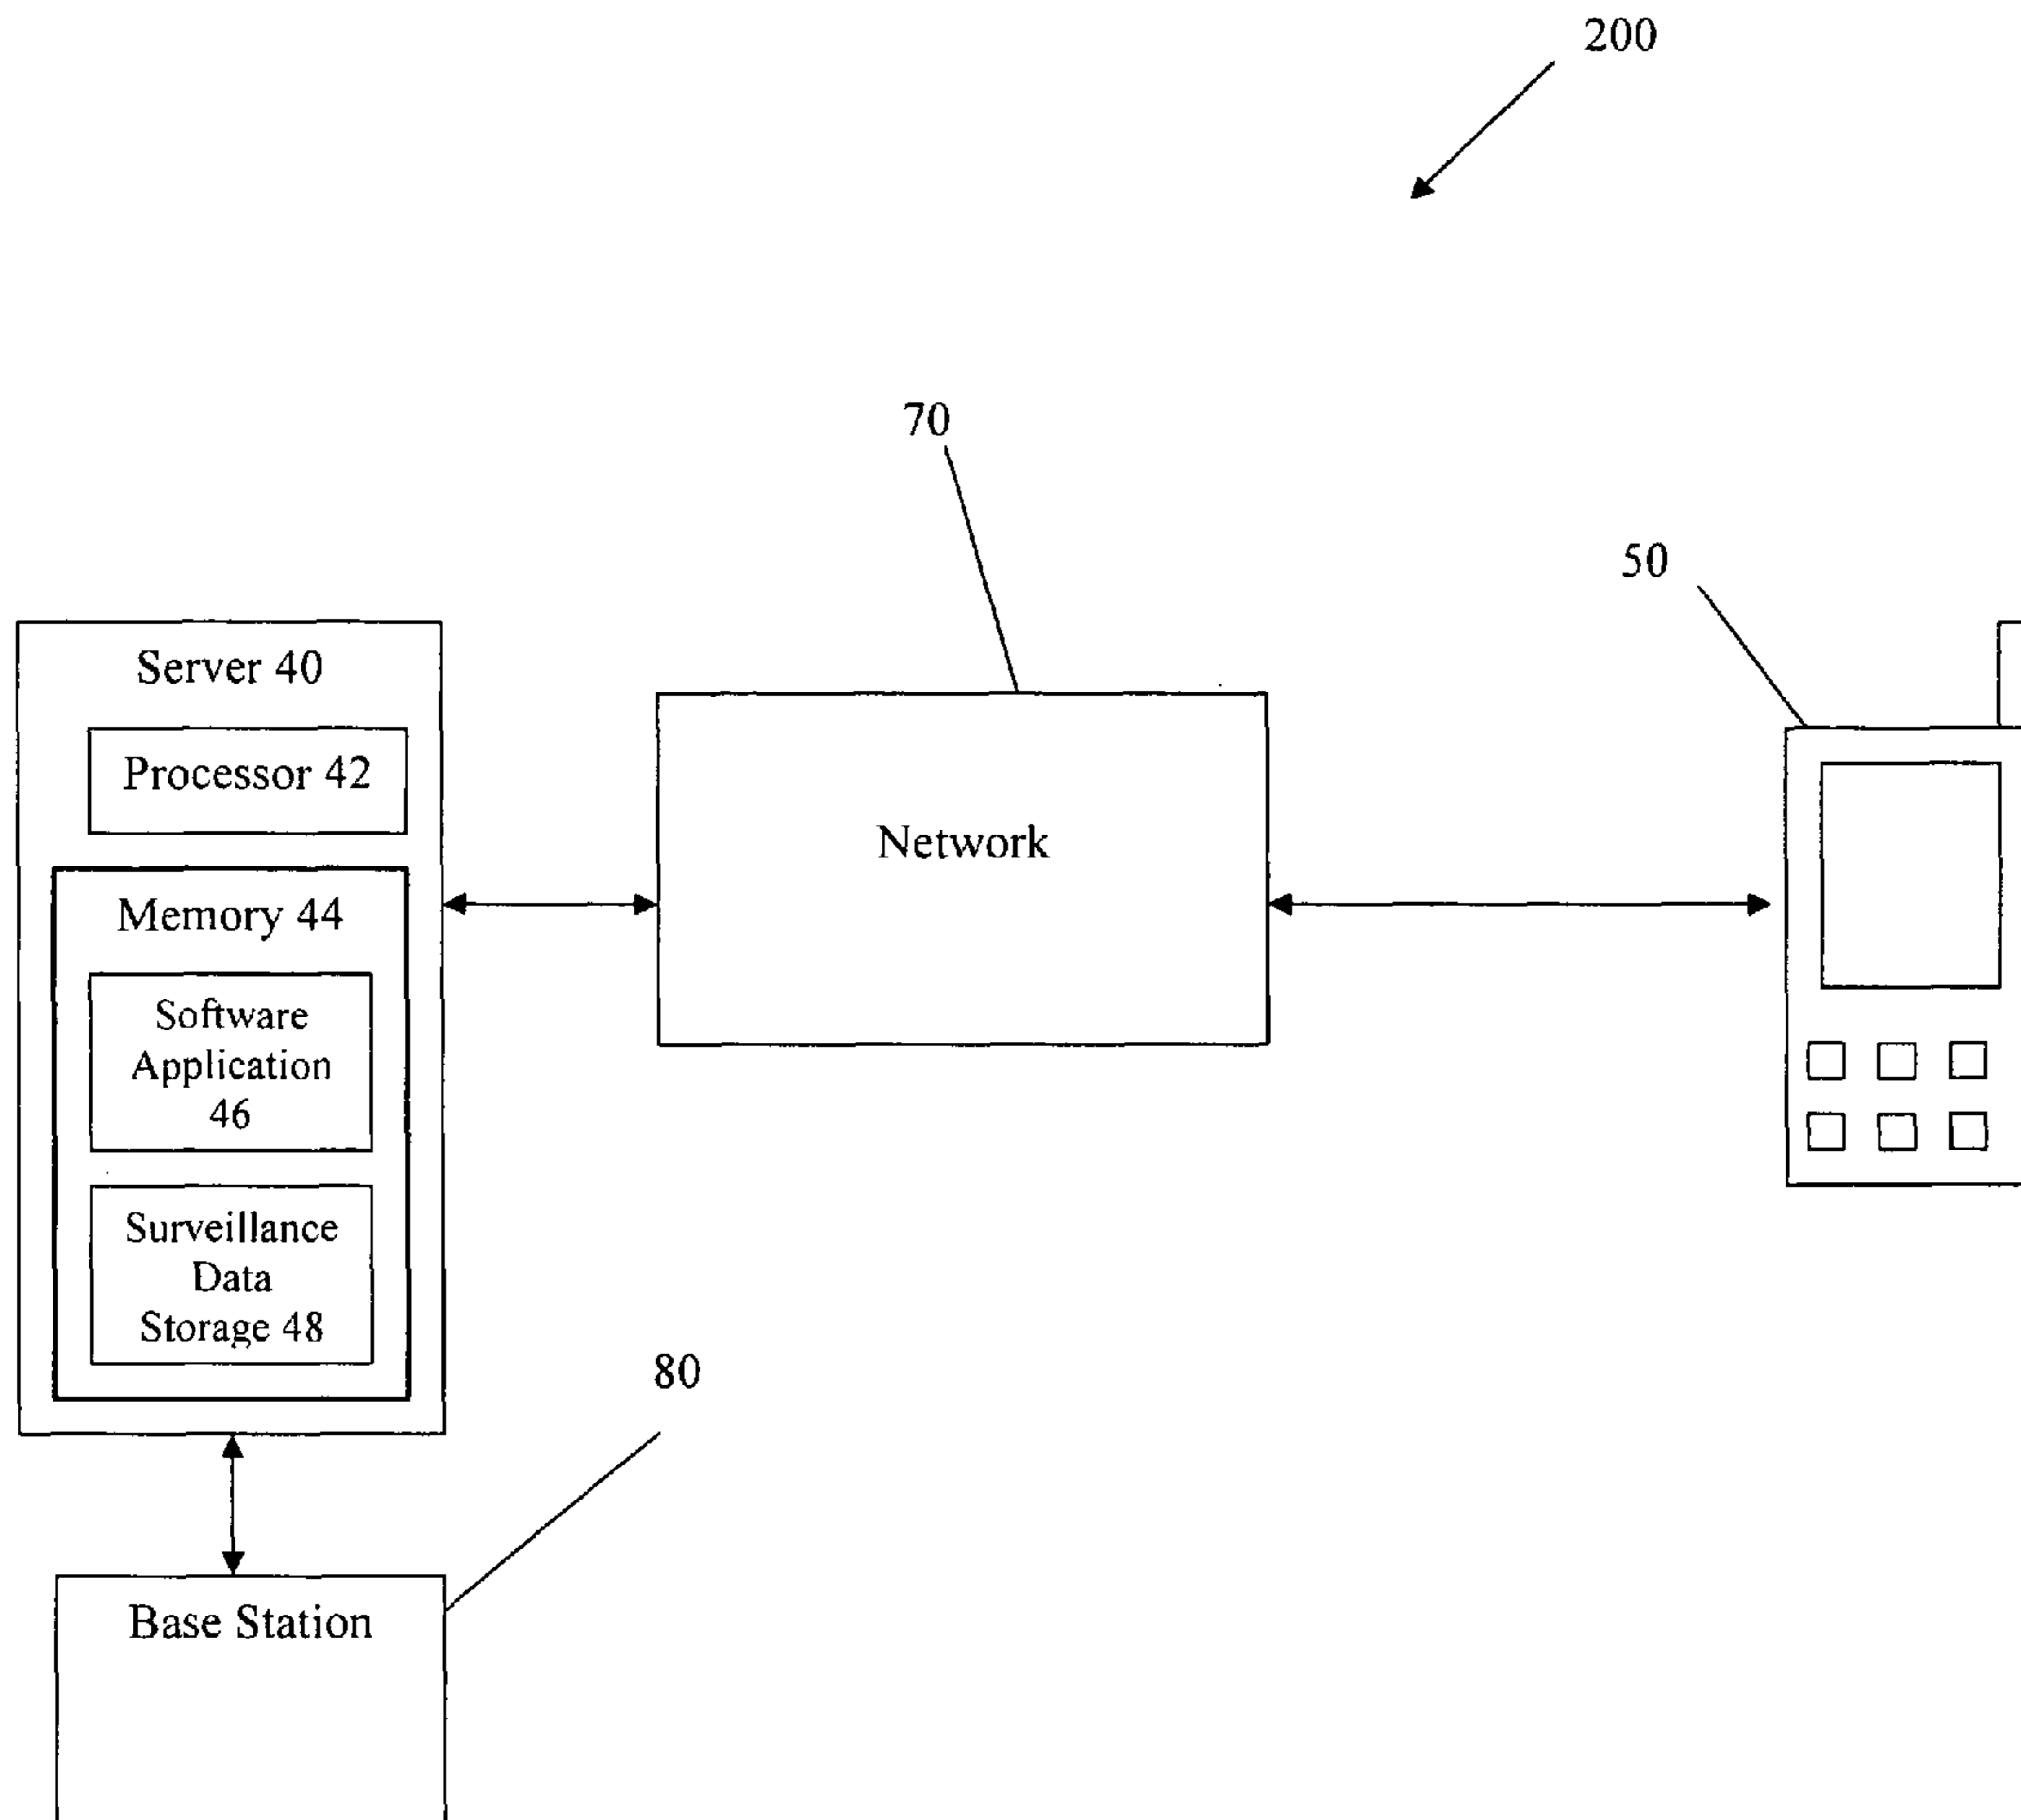 200
70
50
Server 40
Processor 42
Network
Memory 44
Software
Application
46
Surveillance
Data
Storage 48
80
Base Station